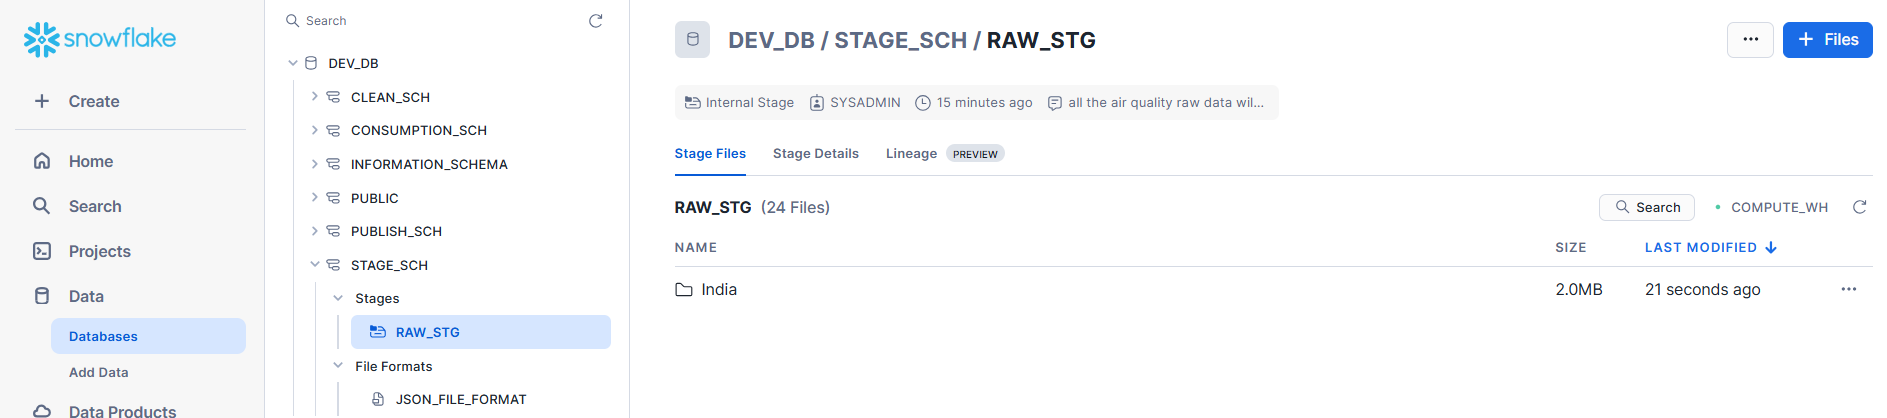 snowflake
Create
Home
Search
Projects
Data
Databases
Add Data
Data Products
Search
DEV_DB
CLEAN_SCH
CONSUMPTION_SCH
INFORMATION_SCHEMA
PUBLIC
PUBLISH_SCH
STAGE_SCH
Stages
RAW_STG
File Formats
JSON_FILE_FORMAT
DEV_DB / STAGE_SCH / RAW_STG
... + Files
Internal Stage SYSADMIN 15 minutes ago all the air quality raw data wil...
Stage Files Stage Details Lineage PREVIEW
RAW_STG (24 Files) Search COMPUTE_WH
NAME SIZE LAST MODIFIED
India 2.0MB 21 seconds ago ...